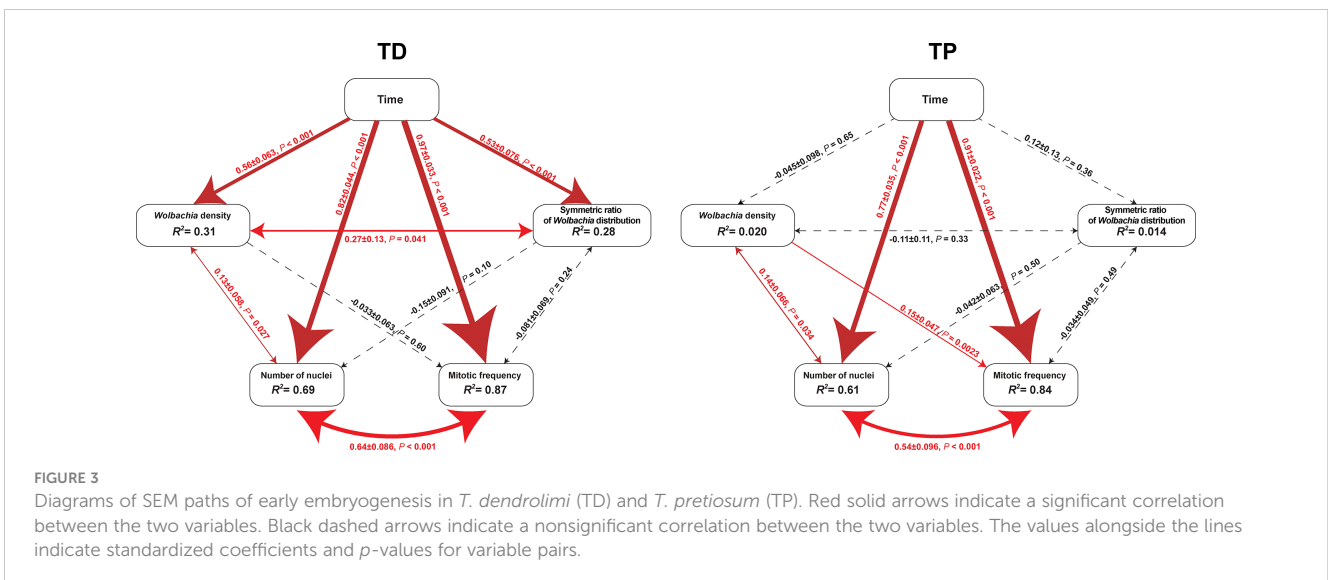 TD
TP
Time
Time
0.56±0.063, P < 0.001
0.82±0.044, P < 0.001
0.97±0.033, P < 0.001
0.53±0.076, P < 0.001
-0.045±0.098, P = 0.65
0.77±0.035, P < 0.001
0.91±0.022, P < 0.001
0.12±0.13, P = 0.36
Wolbachia density
R²= 0.31
Symmetric ratio
of Wolbachia distribution
R²= 0.28
Wolbachia density
R²= 0.020
Symmetric ratio
of Wolbachia distribution
R²= 0.014
0.27±0.13, P = 0.041
-0.11±0.11, P = 0.33
0.13±0.058, P = 0.027
-0.033±0.063, P = 0.60
-0.15±0.091, P = 0.10
-0.081±0.069, P = 0.24
0.14±0.066, P = 0.034
0.15±0.047, P = 0.0023
-0.042±0.063, P = 0.50
-0.034±0.049, P = 0.49
Number of nuclei
R²= 0.69
Mitotic frequency
R²= 0.87
Number of nuclei
R²= 0.61
Mitotic frequency
R²= 0.84
0.64±0.086, P < 0.001
0.54±0.096, P < 0.001
FIGURE 3
Diagrams of SEM paths of early embryogenesis in T. dendrolimi (TD) and T. pretiosum (TP). Red solid arrows indicate a significant correlation
between the two variables. Black dashed arrows indicate a nonsignificant correlation between the two variables. The values alongside the lines
indicate standardized coefficients and p-values for variable pairs.